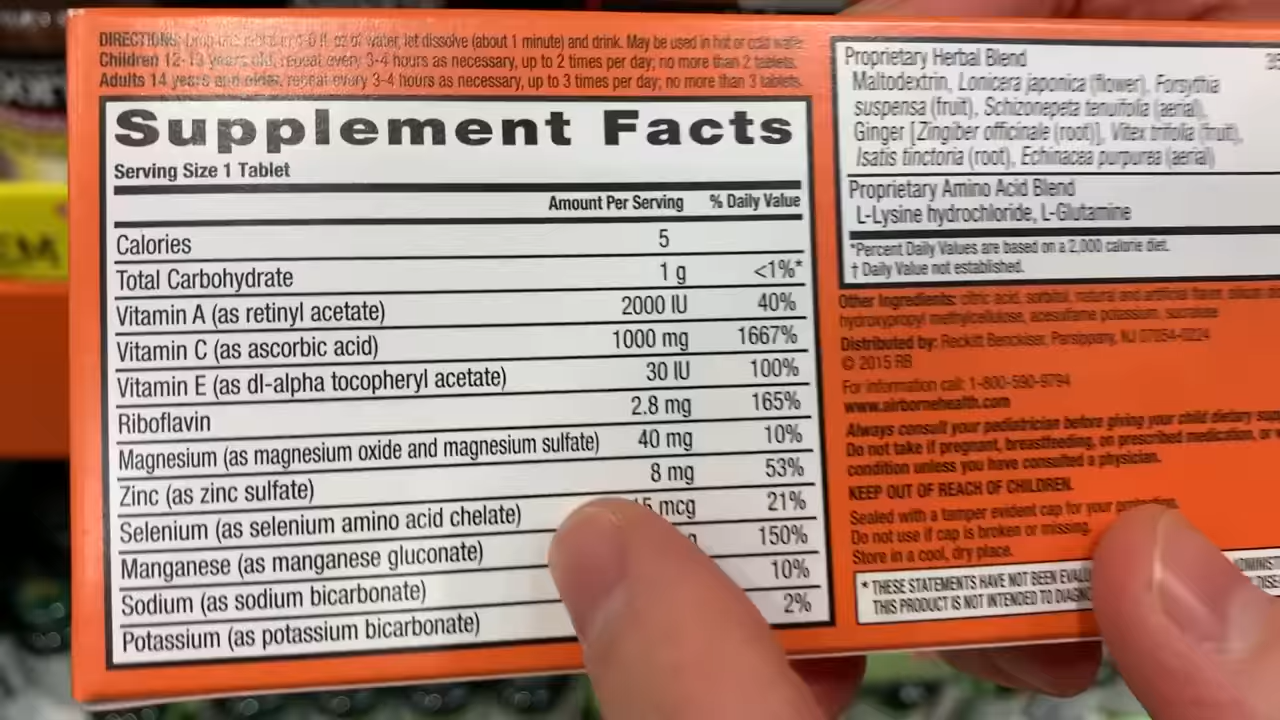 DIRECTIONS: fl. oz of water, let dissolve (about 1 minute) and drink. May be used in hot or cold water.
Children 12-13 years old, repeat every 3-4 hours as necessary, up to 2 times per day; no more than 2 tablets.
Adults 14 years and older, repeat every 3-4 hours as necessary, up to 3 times per day; no more than 3 tablets.
Supplement Facts
Serving Size 1 Tablet
Amount Per Serving % Daily Value
Calories 5
Total Carbohydrate 1 g <1%*
Vitamin A (as retinyl acetate) 2000 IU 40%
Vitamin C (as ascorbic acid) 1000 mg 1667%
Vitamin E (as dl-alpha tocopheryl acetate) 30 IU 100%
Riboflavin 2.8 mg 165%
Magnesium (as magnesium oxide and magnesium sulfate) 40 mg 10%
Zinc (as zinc sulfate) 8 mg 53%
Selenium (as selenium amino acid chelate) mcg 21%
Manganese (as manganese gluconate) 150%
Sodium (as sodium bicarbonate) 10%
Potassium (as potassium bicarbonate) 2%
Proprietary Herbal Blend
Maltodextrin, Lonicera japonica (flower), Forsythia
suspensa (fruit), Schizonepeta tenuifolia (aerial),
Ginger [Zingiber officinale (root)], Vitex trifolia (fruit),
Isatis tinctoria (root), Echinacea purpurea (aerial)
Proprietary Amino Acid Blend
L-Lysine hydrochloride, L-Glutamine
*Percent Daily Values are based on a 2,000 calorie diet.
† Daily Value not established.
Other Ingredients: citric acid, sorbitol, natural and artificial flavor,
hydroxypropyl methylcellulose, acesulfame potassium, sucralose
Distributed by: Reckitt Benckiser, Parsippany, NJ 07054-0224
© 2015 RB
For information call: 1-800-590-9794
www.airbornehealth.com
Always consult your pediatrician before giving your child dietary
Do not take if pregnant, breastfeeding, on prescribed medication, or
condition unless you have consulted a physician.
KEEP OUT OF REACH OF CHILDREN.
Sealed with a tamper evident cap for your protection.
Do not use if cap is broken or missing.
Store in a cool, dry place.
* THESE STATEMENTS HAVE NOT BEEN
THIS PRODUCT IS NOT INTENDED TO